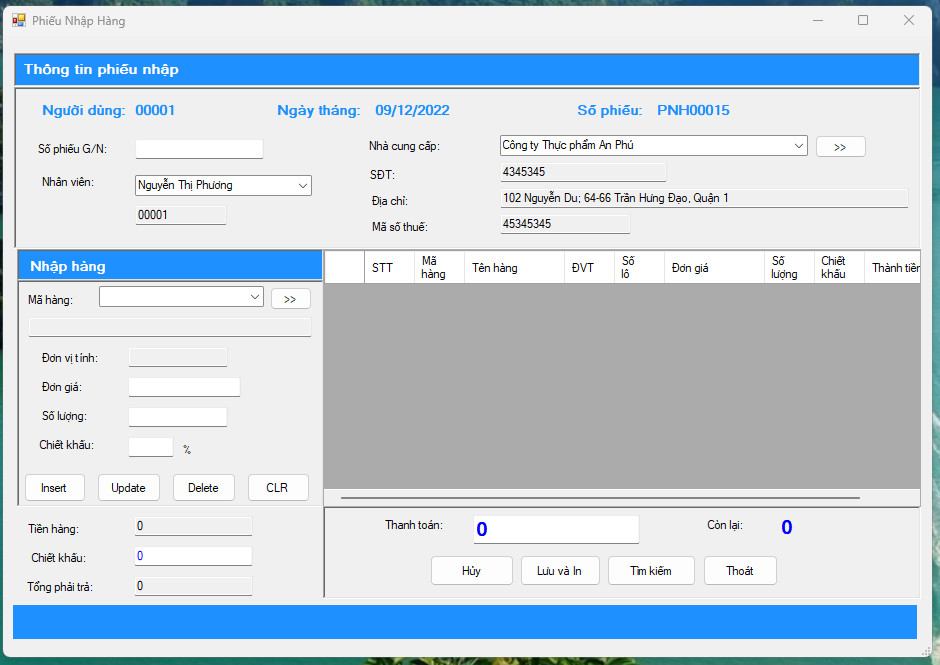 Phiếu Nhập Hàng
Thông tin phiếu nhập
Người dùng: 00001 Ngày tháng: 09/12/2022 Số phiếu: PNH00015
Số phiếu G/N:
Nhà cung cấp: Công ty Thực phẩm An Phú >>
Nhân viên: Nguyễn Thị Phương
SĐT: 4345345
Địa chỉ: 102 Nguyễn Du; 64-66 Trần Hưng Đạo, Quận 1
00001
Mã số thuế: 45345345
Nhập hàng
Mã hàng: >>
Đơn vị tính:
Đơn giá:
Số lượng:
Chiết khấu: %
Insert Update Delete CLR
STT Mã hàng Tên hàng ĐVT Số lô Đơn giá Số lượng Chiết khấu Thành tiền
Tiền hàng: 0
Chiết khấu: 0
Tổng phải trả: 0
Thanh toán: 0 Còn lại: 0
Hủy Lưu và In Tìm kiếm Thoát